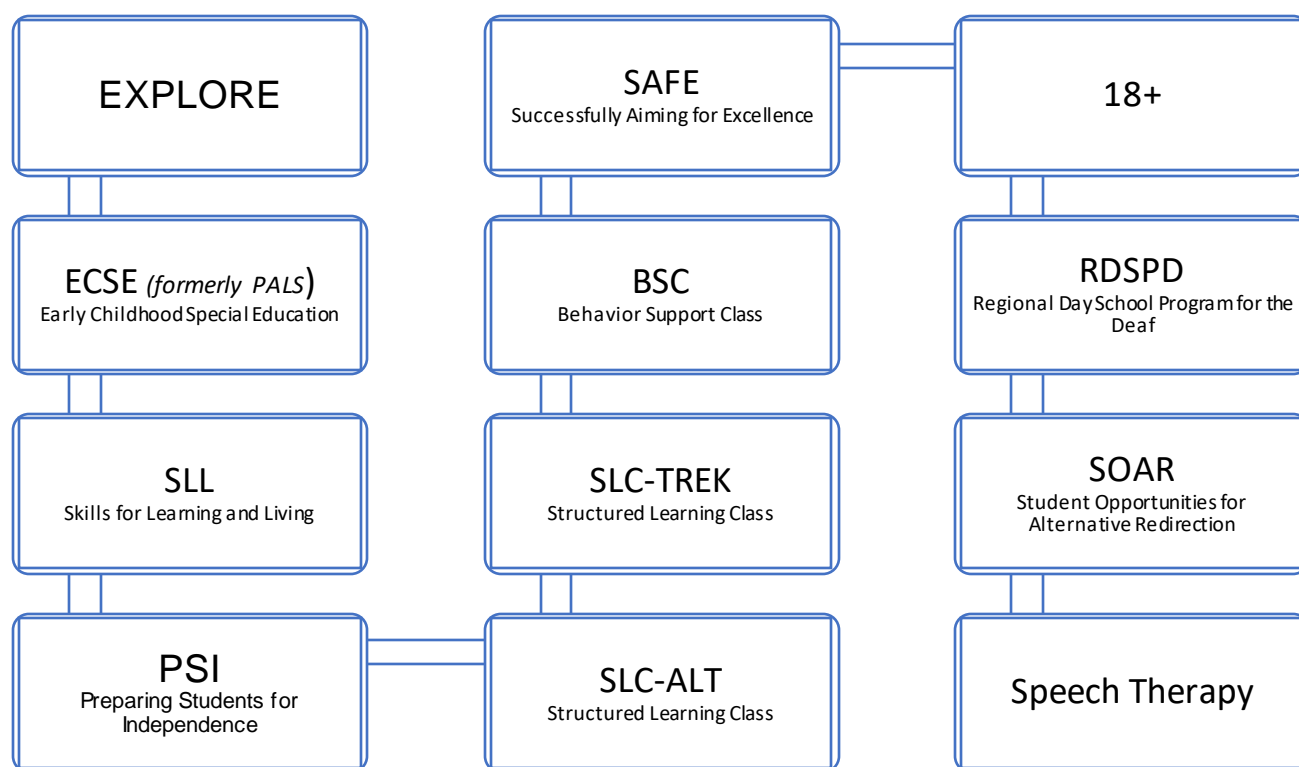 EXPLORE
ECSE (formerly PALS)
Early Childhood Special Education
SLL
Skills for Learning and Living
PSI
Preparing Students for
Independence
SLC-ALT
Structured Learning Class
SLC-TREK
Structured Learning Class
BSC
Behavior Support Class
SAFE
Successfully Aiming for Excellence
18+
RDSPD
Regional Day School Program for the
Deaf
SOAR
Student Opportunities for
Alternative Redirection
Speech Therapy